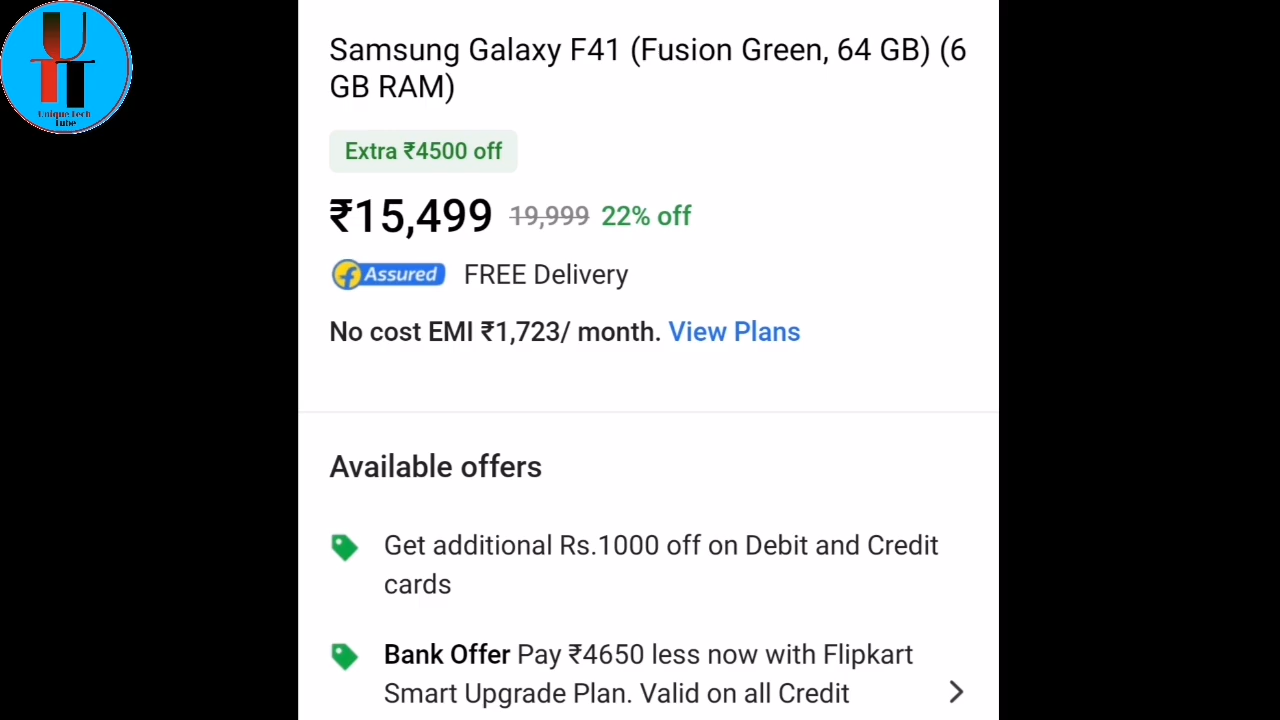 Unique Tech
Tube
Samsung Galaxy F41 (Fusion Green, 64 GB) (6
GB RAM)
Extra ₹4500 off
₹15,499 19,999 22% off
Assured FREE Delivery
No cost EMI ₹1,723/ month. View Plans
Available offers
Get additional Rs.1000 off on Debit and Credit
cards
Bank Offer Pay ₹4650 less now with Flipkart
Smart Upgrade Plan. Valid on all Credit